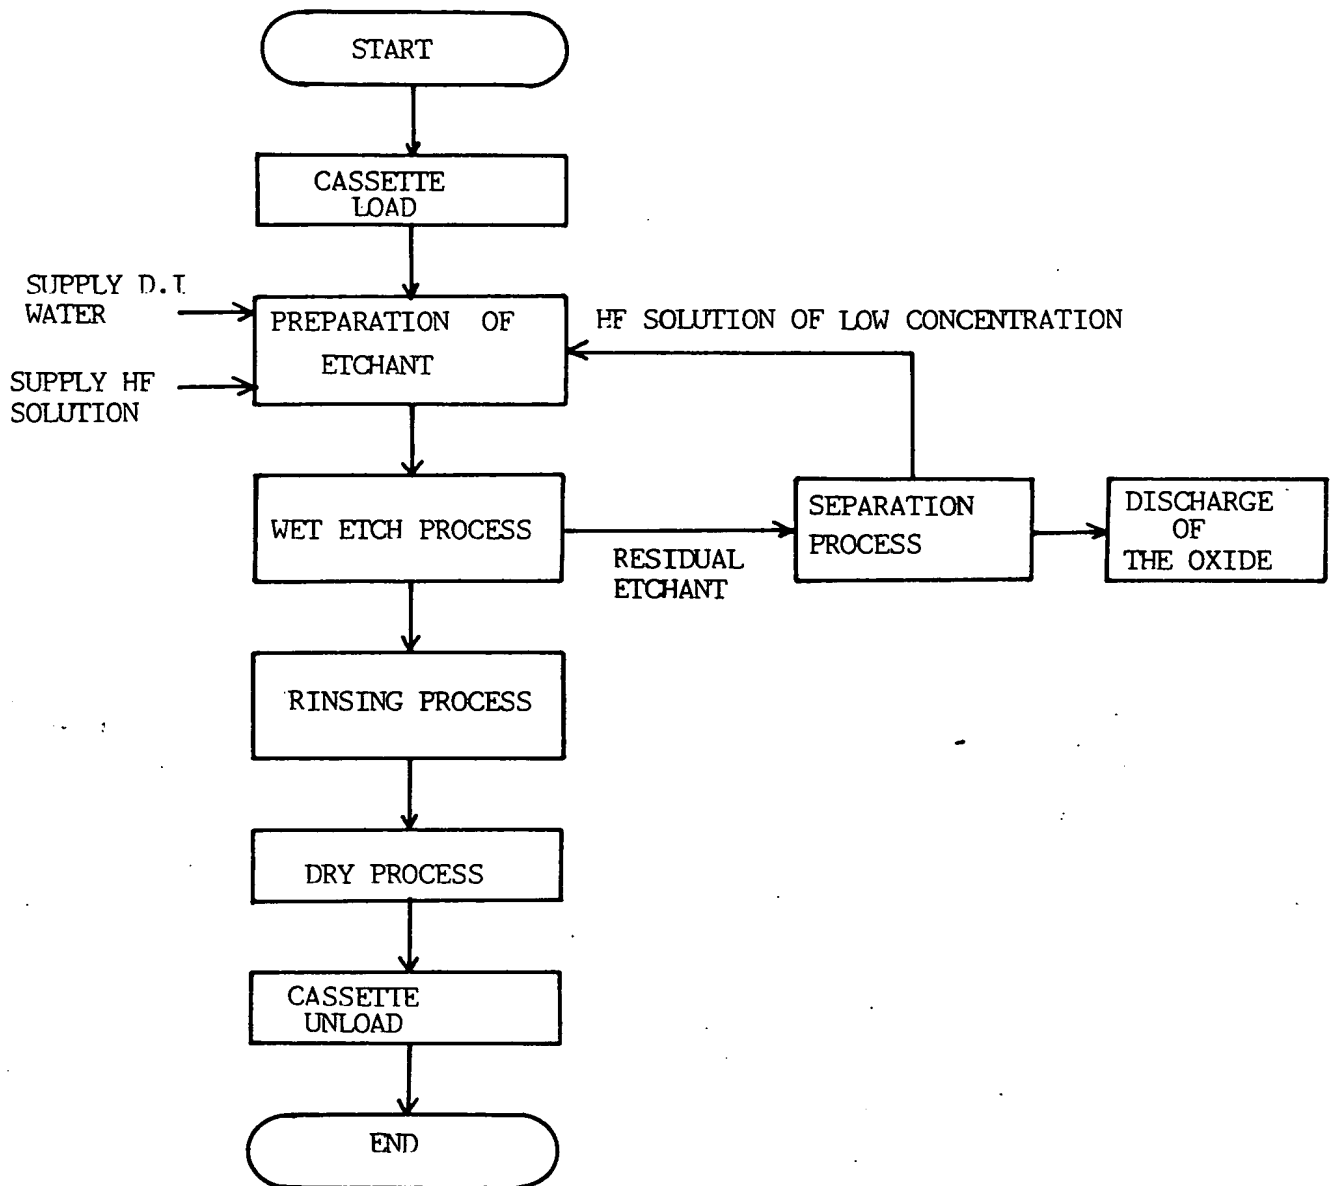 START
CASSETTE
LOAD
SUPPLY D.I
WATER
SUPPLY HF
SOLUTION
PREPARATION OF
ETCHANT
HF SOLUTION OF LOW CONCENTRATION
WET ETCH PROCESS
RESIDUAL
ETCHANT
SEPARATION
PROCESS
DISCHARGE
OF
THE OXIDE
RINSING PROCESS
DRY PROCESS
CASSETTE
UNLOAD
END